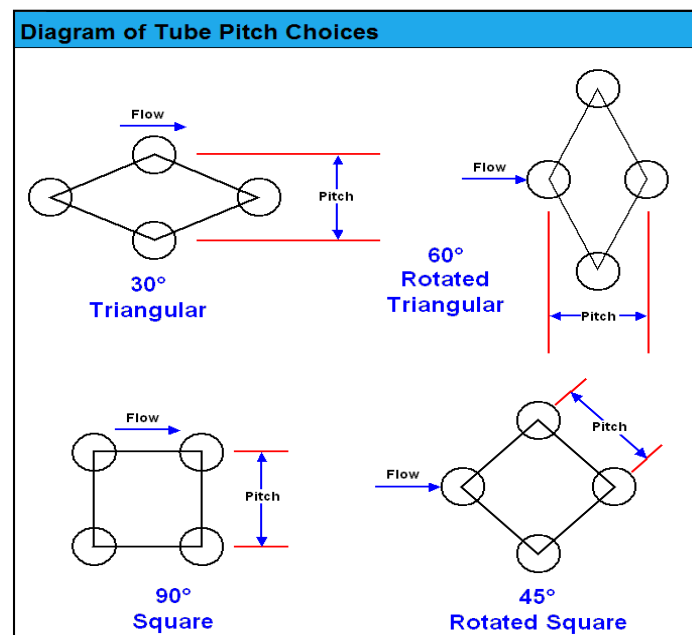 Diagram of Tube Pitch Choices
Flow
Pitch
30°
Triangular
Flow
60°
Rotated
Triangular
Pitch
Flow
Pitch
90°
Square
Flow
Pitch
45°
Rotated Square